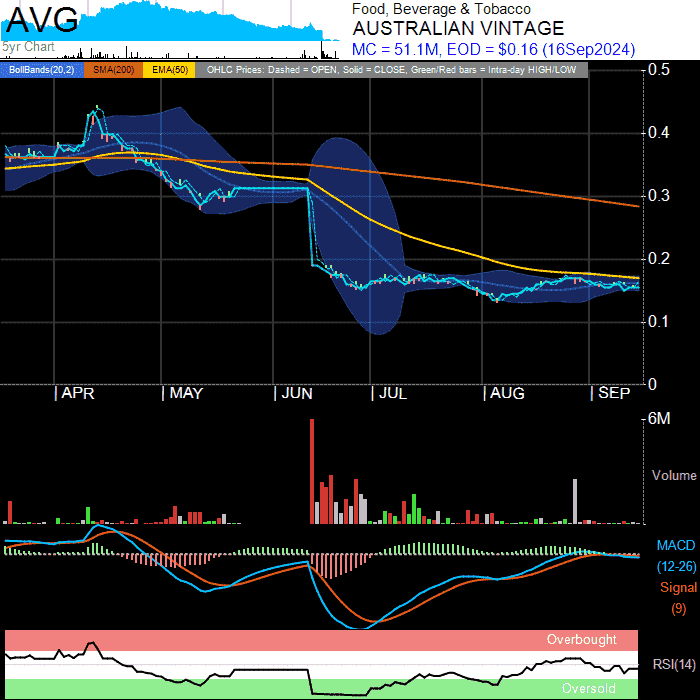 AVG
5yr Chart
Food, Beverage & Tobacco
AUSTRALIAN VINTAGE
MC = 51.1M, EOD = $0.16 (16Sep2024)
BollBands(20,2) SMA(200) EMA(50) OHLC Prices: Dashed = OPEN, Solid = CLOSE, Green/Red bars = Intra-day HIGH/LOW
0.5
0.4
0.3
0.2
0.1
0
APR MAY JUN JUL AUG SEP
6M
Volume
MACD
(12-26)
Signal
(9)
Overbought
RSI(14)
Oversold